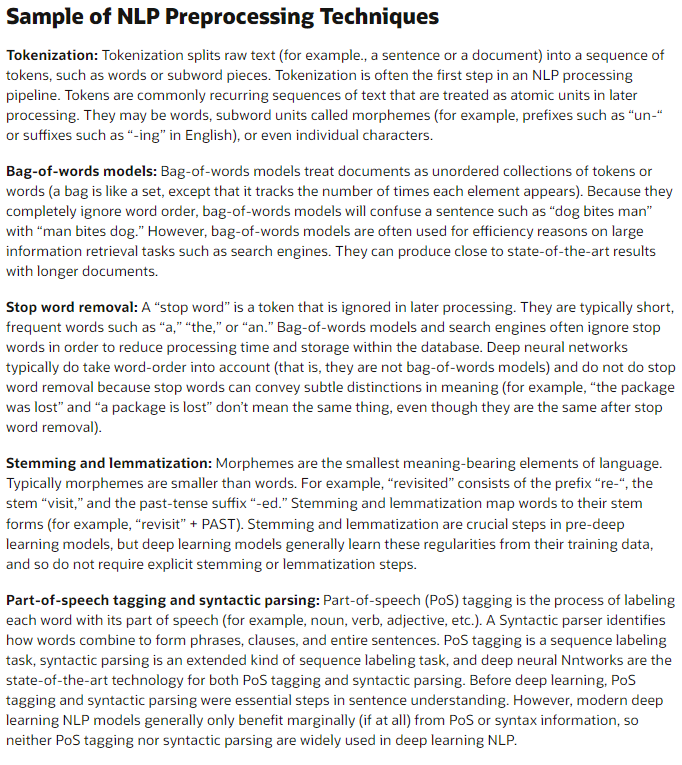 Sample of NLP Preprocessing Techniques
Tokenization: Tokenization splits raw text (for example., a sentence or a document) into a sequence of
tokens, such as words or subword pieces. Tokenization is often the first step in an NLP processing
pipeline. Tokens are commonly recurring sequences of text that are treated as atomic units in later
processing. They may be words, subword units called morphemes (for example, prefixes such as “un-“
or suffixes such as “-ing” in English), or even individual characters.
Bag-of-words models: Bag-of-words models treat documents as unordered collections of tokens or
words (a bag is like a set, except that it tracks the number of times each element appears). Because they
completely ignore word order, bag-of-words models will confuse a sentence such as “dog bites man”
with “man bites dog.” However, bag-of-words models are often used for efficiency reasons on large
information retrieval tasks such as search engines. They can produce close to state-of-the-art results
with longer documents.
Stop word removal: A “stop word” is a token that is ignored in later processing. They are typically short,
frequent words such as “a,” “the,” or “an.” Bag-of-words models and search engines often ignore stop
words in order to reduce processing time and storage within the database. Deep neural networks
typically do take word-order into account (that is, they are not bag-of-words models) and do not do stop
word removal because stop words can convey subtle distinctions in meaning (for example, “the package
was lost” and “a package is lost” don’t mean the same thing, even though they are the same after stop
word removal).
Stemming and lemmatization: Morphemes are the smallest meaning-bearing elements of language.
Typically morphemes are smaller than words. For example, “revisited” consists of the prefix “re-“, the
stem “visit,” and the past-tense suffix “-ed.” Stemming and lemmatization map words to their stem
forms (for example, “revisit” + PAST). Stemming and lemmatization are crucial steps in pre-deep
learning models, but deep learning models generally learn these regularities from their training data,
and so do not require explicit stemming or lemmatization steps.
Part-of-speech tagging and syntactic parsing: Part-of-speech (PoS) tagging is the process of labeling
each word with its part of speech (for example, noun, verb, adjective, etc.). A Syntactic parser identifies
how words combine to form phrases, clauses, and entire sentences. PoS tagging is a sequence labeling
task, syntactic parsing is an extended kind of sequence labeling task, and deep neural Nntworks are the
state-of-the-art technology for both PoS tagging and syntactic parsing. Before deep learning, PoS
tagging and syntactic parsing were essential steps in sentence understanding. However, modern deep
learning NLP models generally only benefit marginally (if at all) from PoS or syntax information, so
neither PoS tagging nor syntactic parsing are widely used in deep learning NLP.